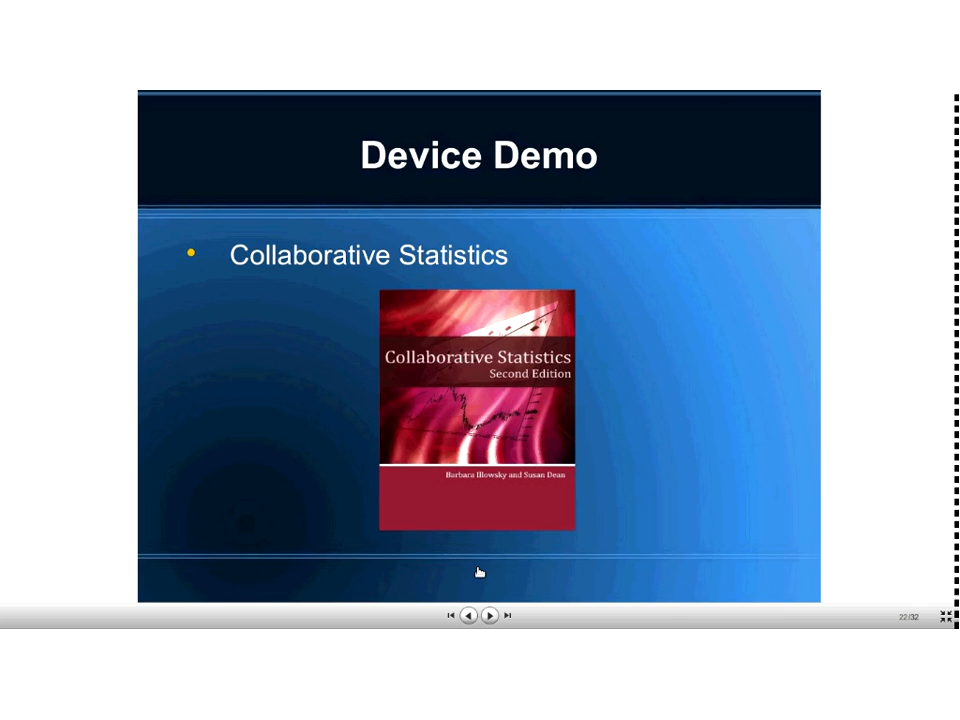 Device Demo
• Collaborative Statistics
Collaborative Statistics
Second Edition
Barbara Illowsky and Susan Dean
22/32